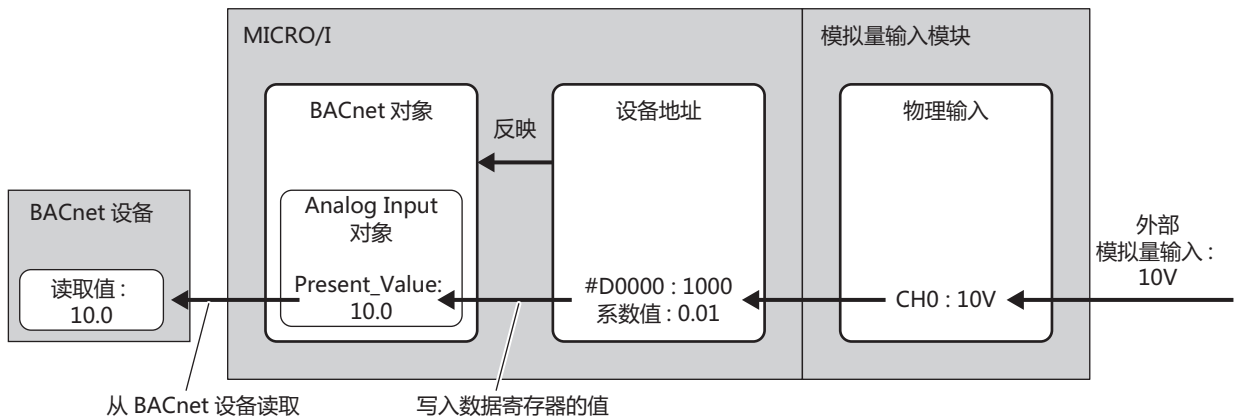 MICRO/I
模拟量输入模块
BACnet 对象
设备地址
物理输入
反映
BACnet 设备
Analog Input
对象
外部
模拟量输入 :
10V
读取值 :
10.0
Present_Value:
10.0
#D0000 : 1000
系数值 : 0.01
CH0 : 10V
从 BACnet 设备读取
写入数据寄存器的值